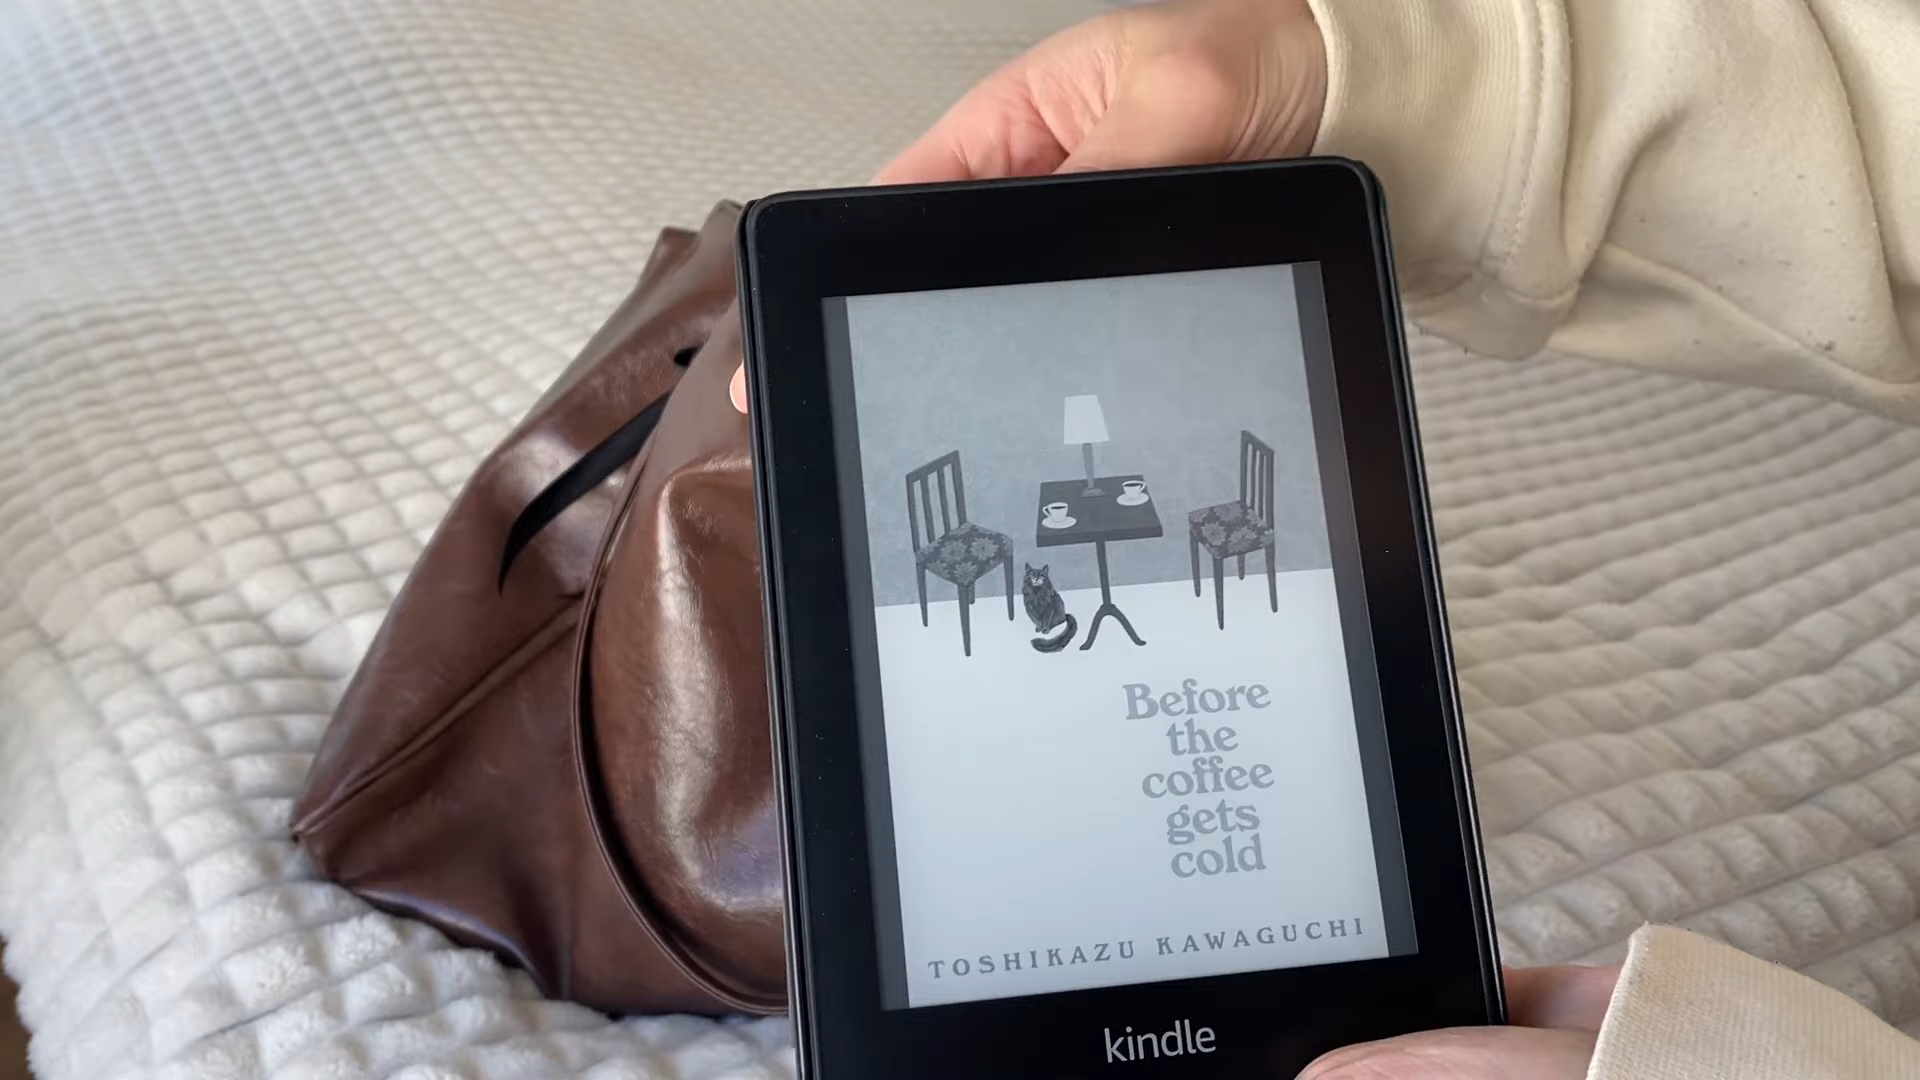 Before
the
coffee
gets
cold
TOSHIKAZU KAWAGUCHI
kindle